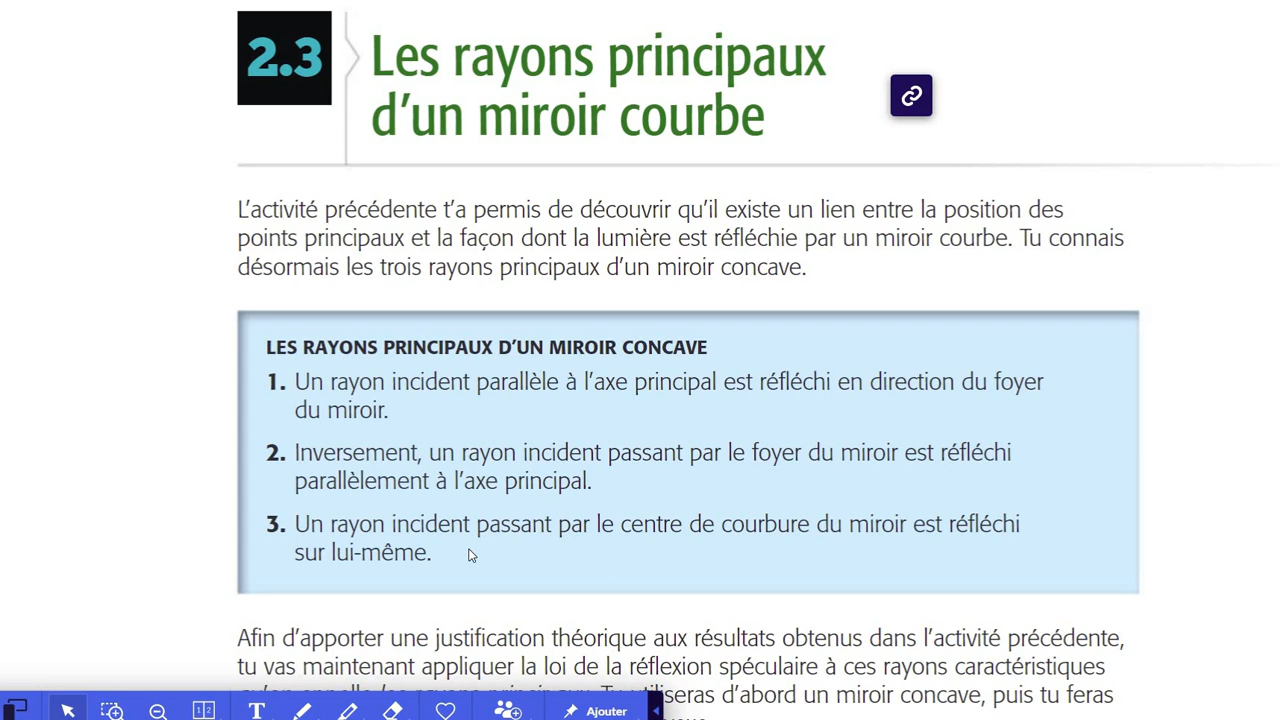 2.3
Les rayons principaux
d’un miroir courbe
L’activité précédente t’a permis de découvrir qu’il existe un lien entre la position des
points principaux et la façon dont la lumière est réfléchie par un miroir courbe. Tu connais
désormais les trois rayons principaux d’un miroir concave.
LES RAYONS PRINCIPAUX D’UN MIROIR CONCAVE
1. Un rayon incident parallèle à l’axe principal est réfléchi en direction du foyer
du miroir.
2. Inversement, un rayon incident passant par le foyer du miroir est réfléchi
parallèlement à l’axe principal.
3. Un rayon incident passant par le centre de courbure du miroir est réfléchi
sur lui-même.
Afin d’apporter une justification théorique aux résultats obtenus dans l’activité précédente,
tu vas maintenant appliquer la loi de la réflexion spéculaire à ces rayons caractéristiques
utiliseras d’abord un miroir concave, puis tu feras
1 2
T
Ajouter